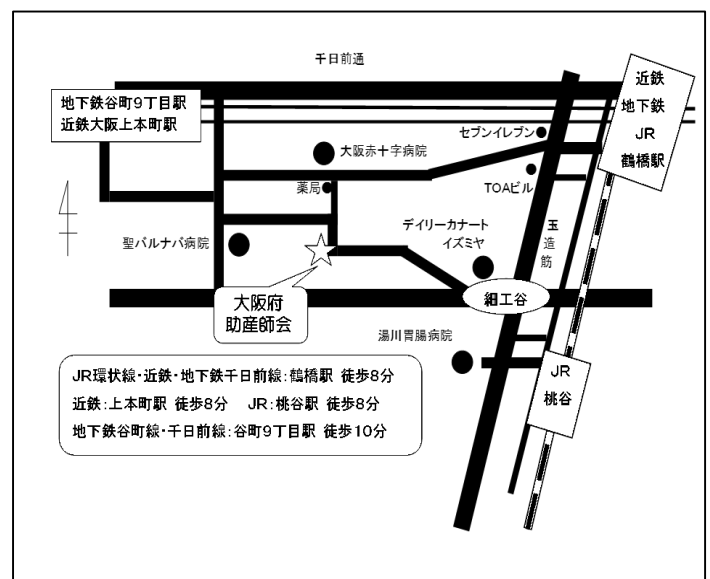 千日前通
近鉄
地下鉄
JR
鶴橋駅
地下鉄谷町9丁目駅
近鉄大阪上本町駅
セブンイレブン
大阪赤十字病院
薬局
TOAビル
デイリーカナート
イズミヤ
玉造筋
聖バルナバ病院
細工谷
大阪府
助産師会
湯川胃腸病院
JR
桃谷
JR環状線・近鉄・地下鉄千日前線:鶴橋駅 徒歩8分
近鉄:上本町駅 徒歩8分 JR:桃谷駅 徒歩8分
地下鉄谷町線・千日前線:谷町9丁目駅 徒歩10分